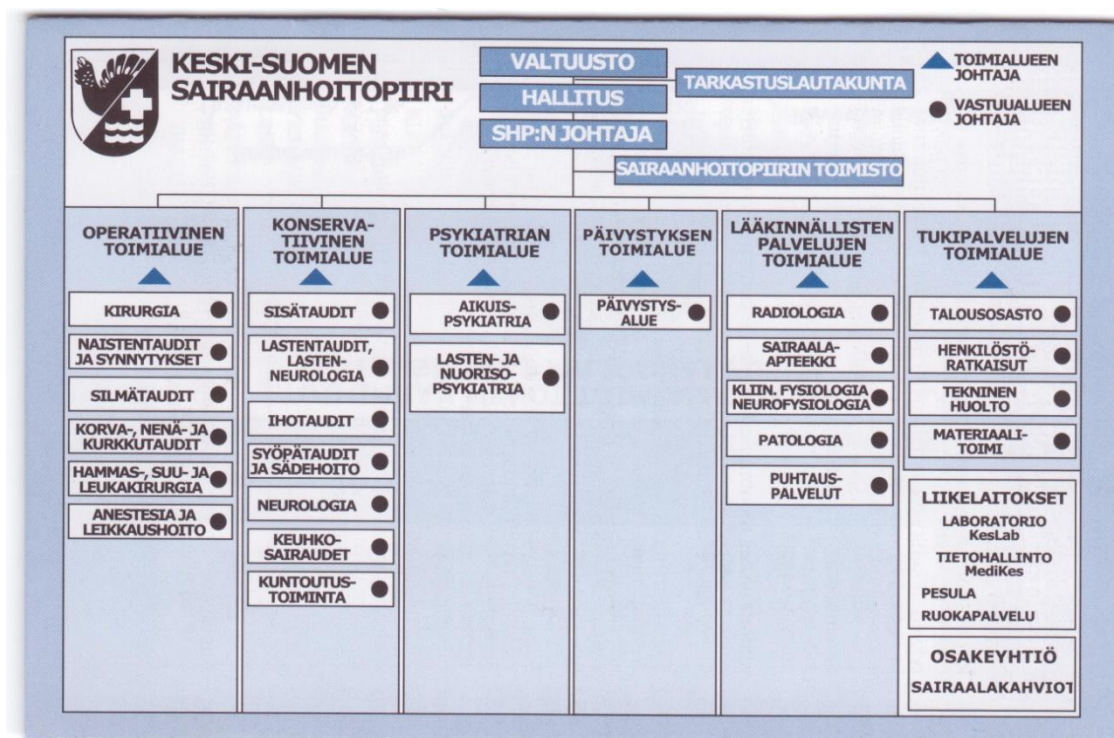 KESKI-SUOMEN
SAIRAANHOITOPIIRI
VALTUUSTO
TARKASTUSLAUTAKUNTA
HALLITUS
SHP:N JOHTAJA
SAIRAANHOITOPIIRIN TOIMISTO
TOIMIALUEEN
JOHTAJA
VASTUUALUEEN
JOHTAJA
OPERATIIVINEN
TOIMIALUE
KIRURGIA
NAISTENTAUDIT
JA SYNNYTYKSET
SILMÄTAUDIT
KORVA-, NENÄ- JA
KURKKUTAUDIT
HAMMAS-, SUU- JA
LEUKAKIRURGIA
ANESTESIA JA
LEIKKAUSHOITO
KONSERVA-
TIIVINEN
TOIMIALUE
SISÄTAUDIT
LASTENTAUDIT,
LASTEN-
NEUROLOGIA
IHOTAUDIT
SYÖPÄTAUDIT
JA SÄDEHOITO
NEUROLOGIA
KEUHKO-
SAIRAUDET
KUNTOUTUS-
TOIMINTA
PSYKIATRIAN
TOIMIALUE
AIKUIS-
PSYKIATRIA
LASTEN- JA
NUORISO-
PSYKIATRIA
PÄIVYSTYKSEN
TOIMIALUE
PÄIVYSTYS-
ALUE
LÄÄKINNÄLLISTEN
PALVELUJEN
TOIMIALUE
RADIOLOGIA
SAIRAALA-
APTEEKKI
KLIIN. FYSIOLOGIA
NEUROFYSIOLOGIA
PATOLOGIA
PUHTAUS-
PALVELUT
TUKIPALVELUJEN
TOIMIALUE
TALOUSOSASTO
HENKILÖSTÖ-
RATKAISUT
TEKNINEN
HUOLTO
MATERIAALI-
TOIMI
LIIKELAITOKSET
LABORATORIO
KesLab
TIETOHALLINTO
MediKes
PESULA
RUOKAPALVELU
OSAKEYHTIÖ
SAIRAALAKAHVIOT